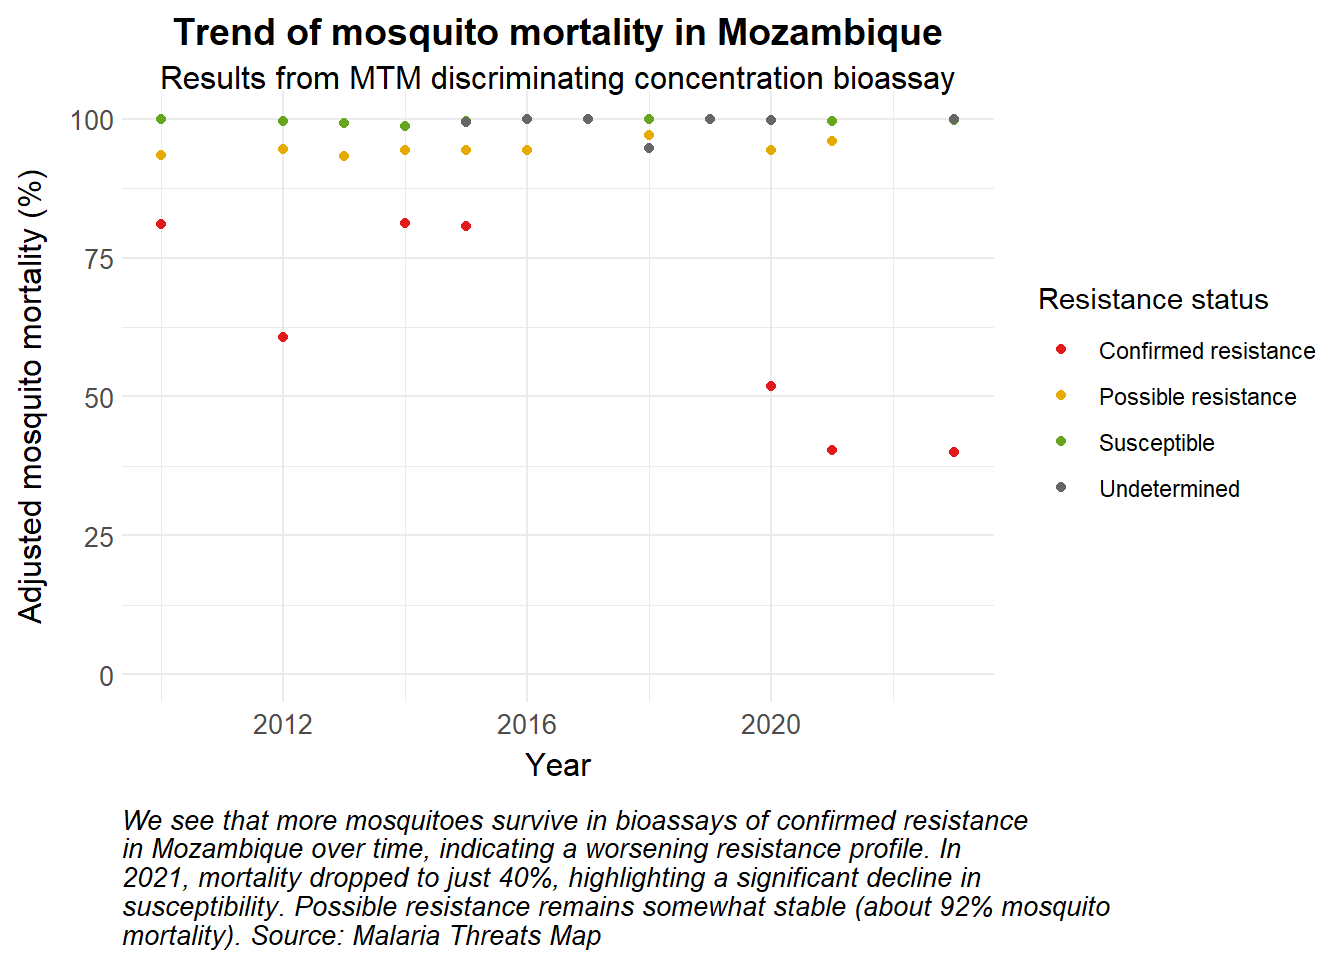 Trend of mosquito mortality in Mozambique
Results from MTM discriminating concentration bioassay
Adjusted mosquito mortality (%)
100
75
50
25
0
2012
2016
2020
Year
Resistance status
Confirmed resistance
Possible resistance
Susceptible
Undetermined
We see that more mosquitoes survive in bioassays of confirmed resistance
in Mozambique over time, indicating a worsening resistance profile. In
2021, mortality dropped to just 40%, highlighting a significant decline in
susceptibility. Possible resistance remains somewhat stable (about 92% mosquito
mortality). Source: Malaria Threats Map